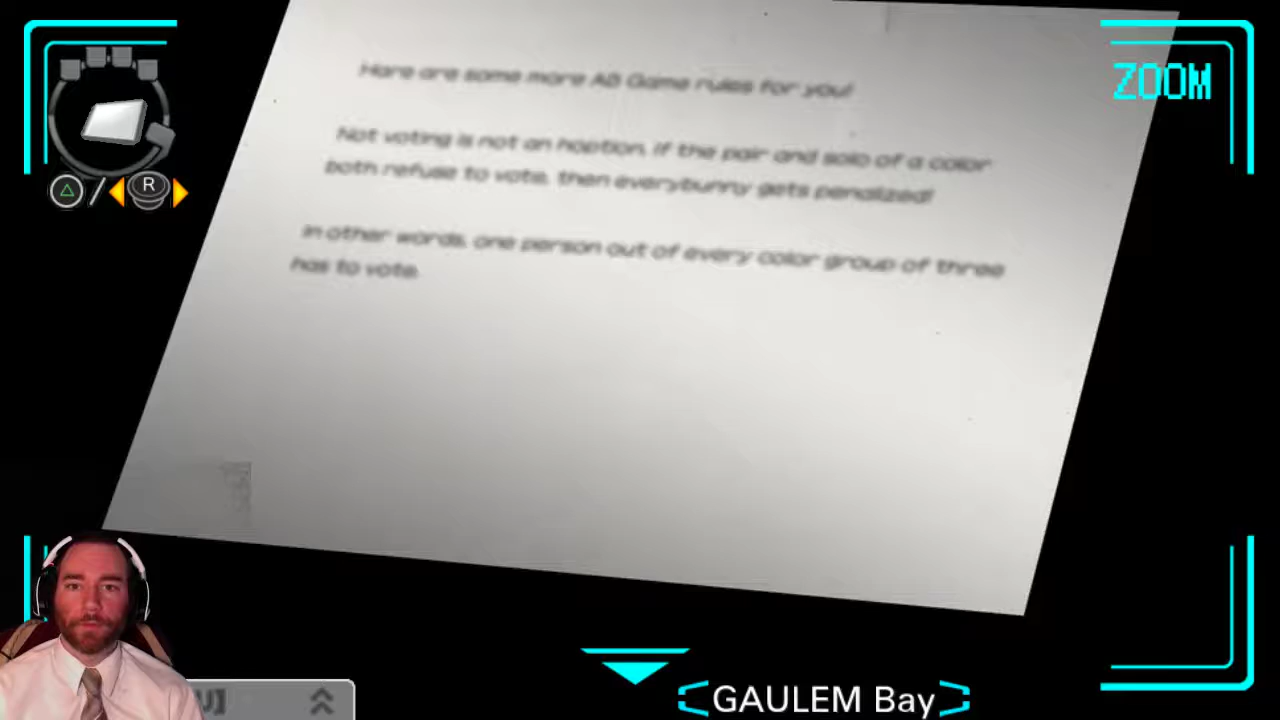 ZOOM
R
Hare are some more AB Game rules for you!
Not voting is not an hoption. If the pair and solo of a color
both refuse to vote, then everybunny gets penalized!
In other words, one person out of every color group of three
has to vote.
GAULEM Bay